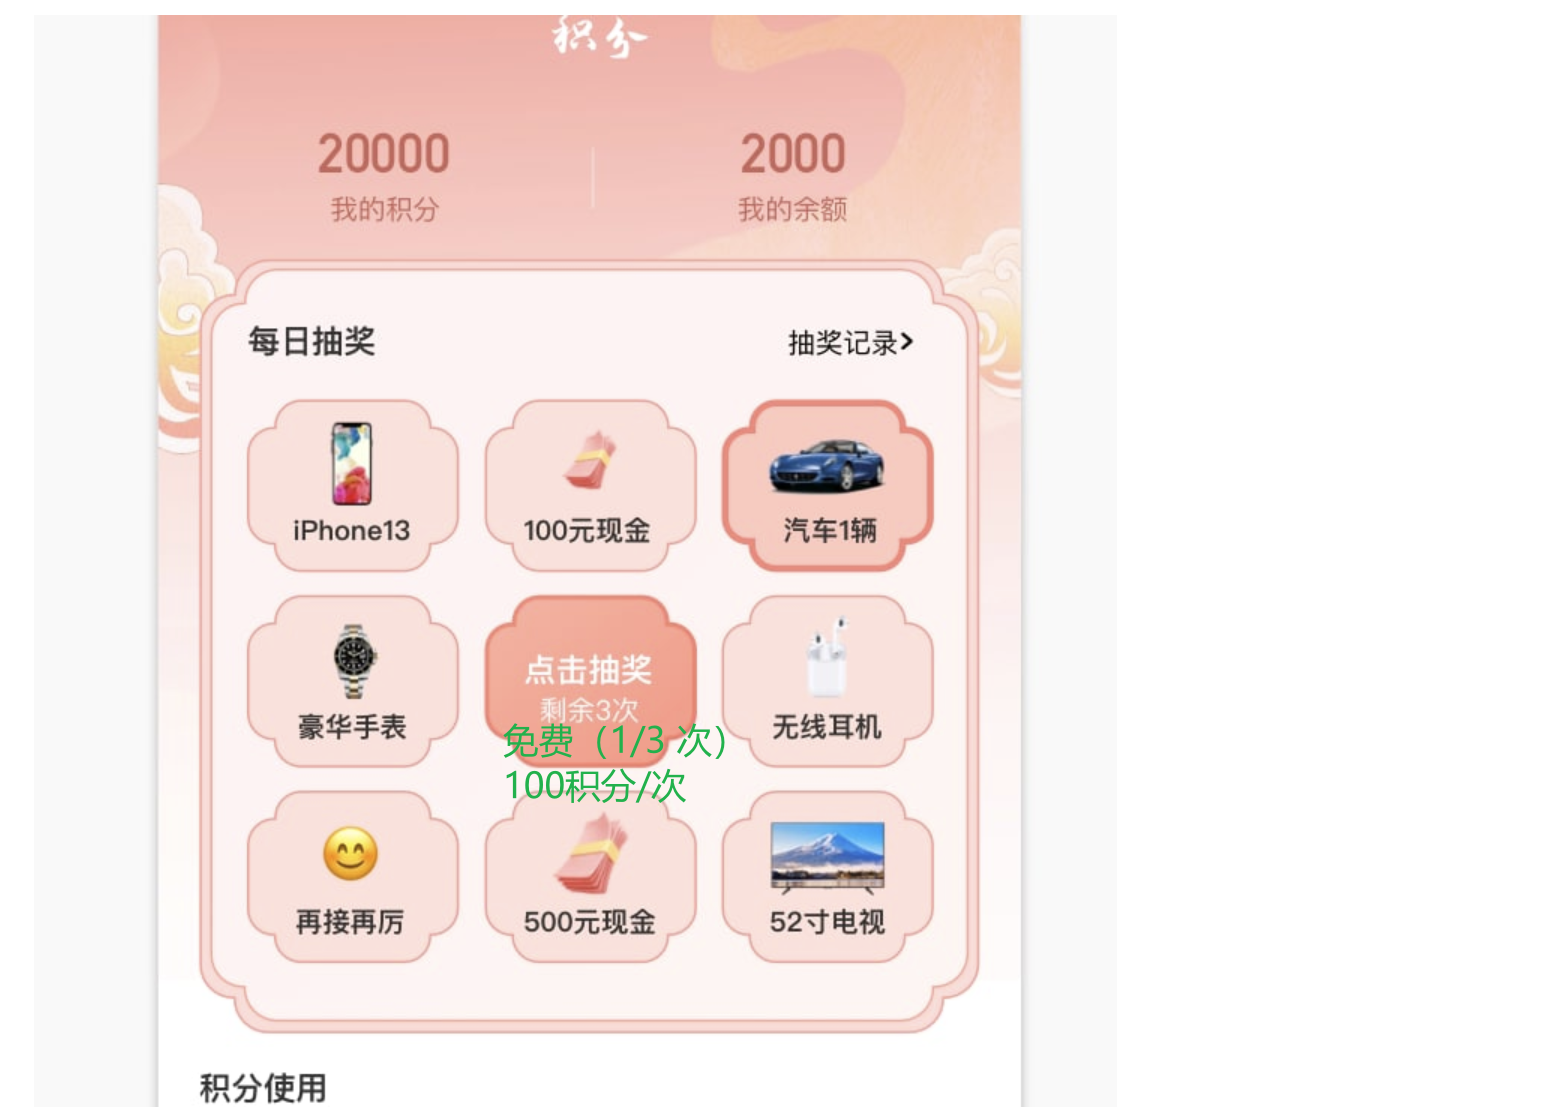 积分
20000
2000
我的积分
我的余额
每日抽奖
抽奖记录>
iPhone13
100元现金
汽车1辆
豪华手表
点击抽奖
剩余3次
无线耳机
免费（1/3 次）
100积分/次
再接再厉
500元现金
52寸电视
积分使用